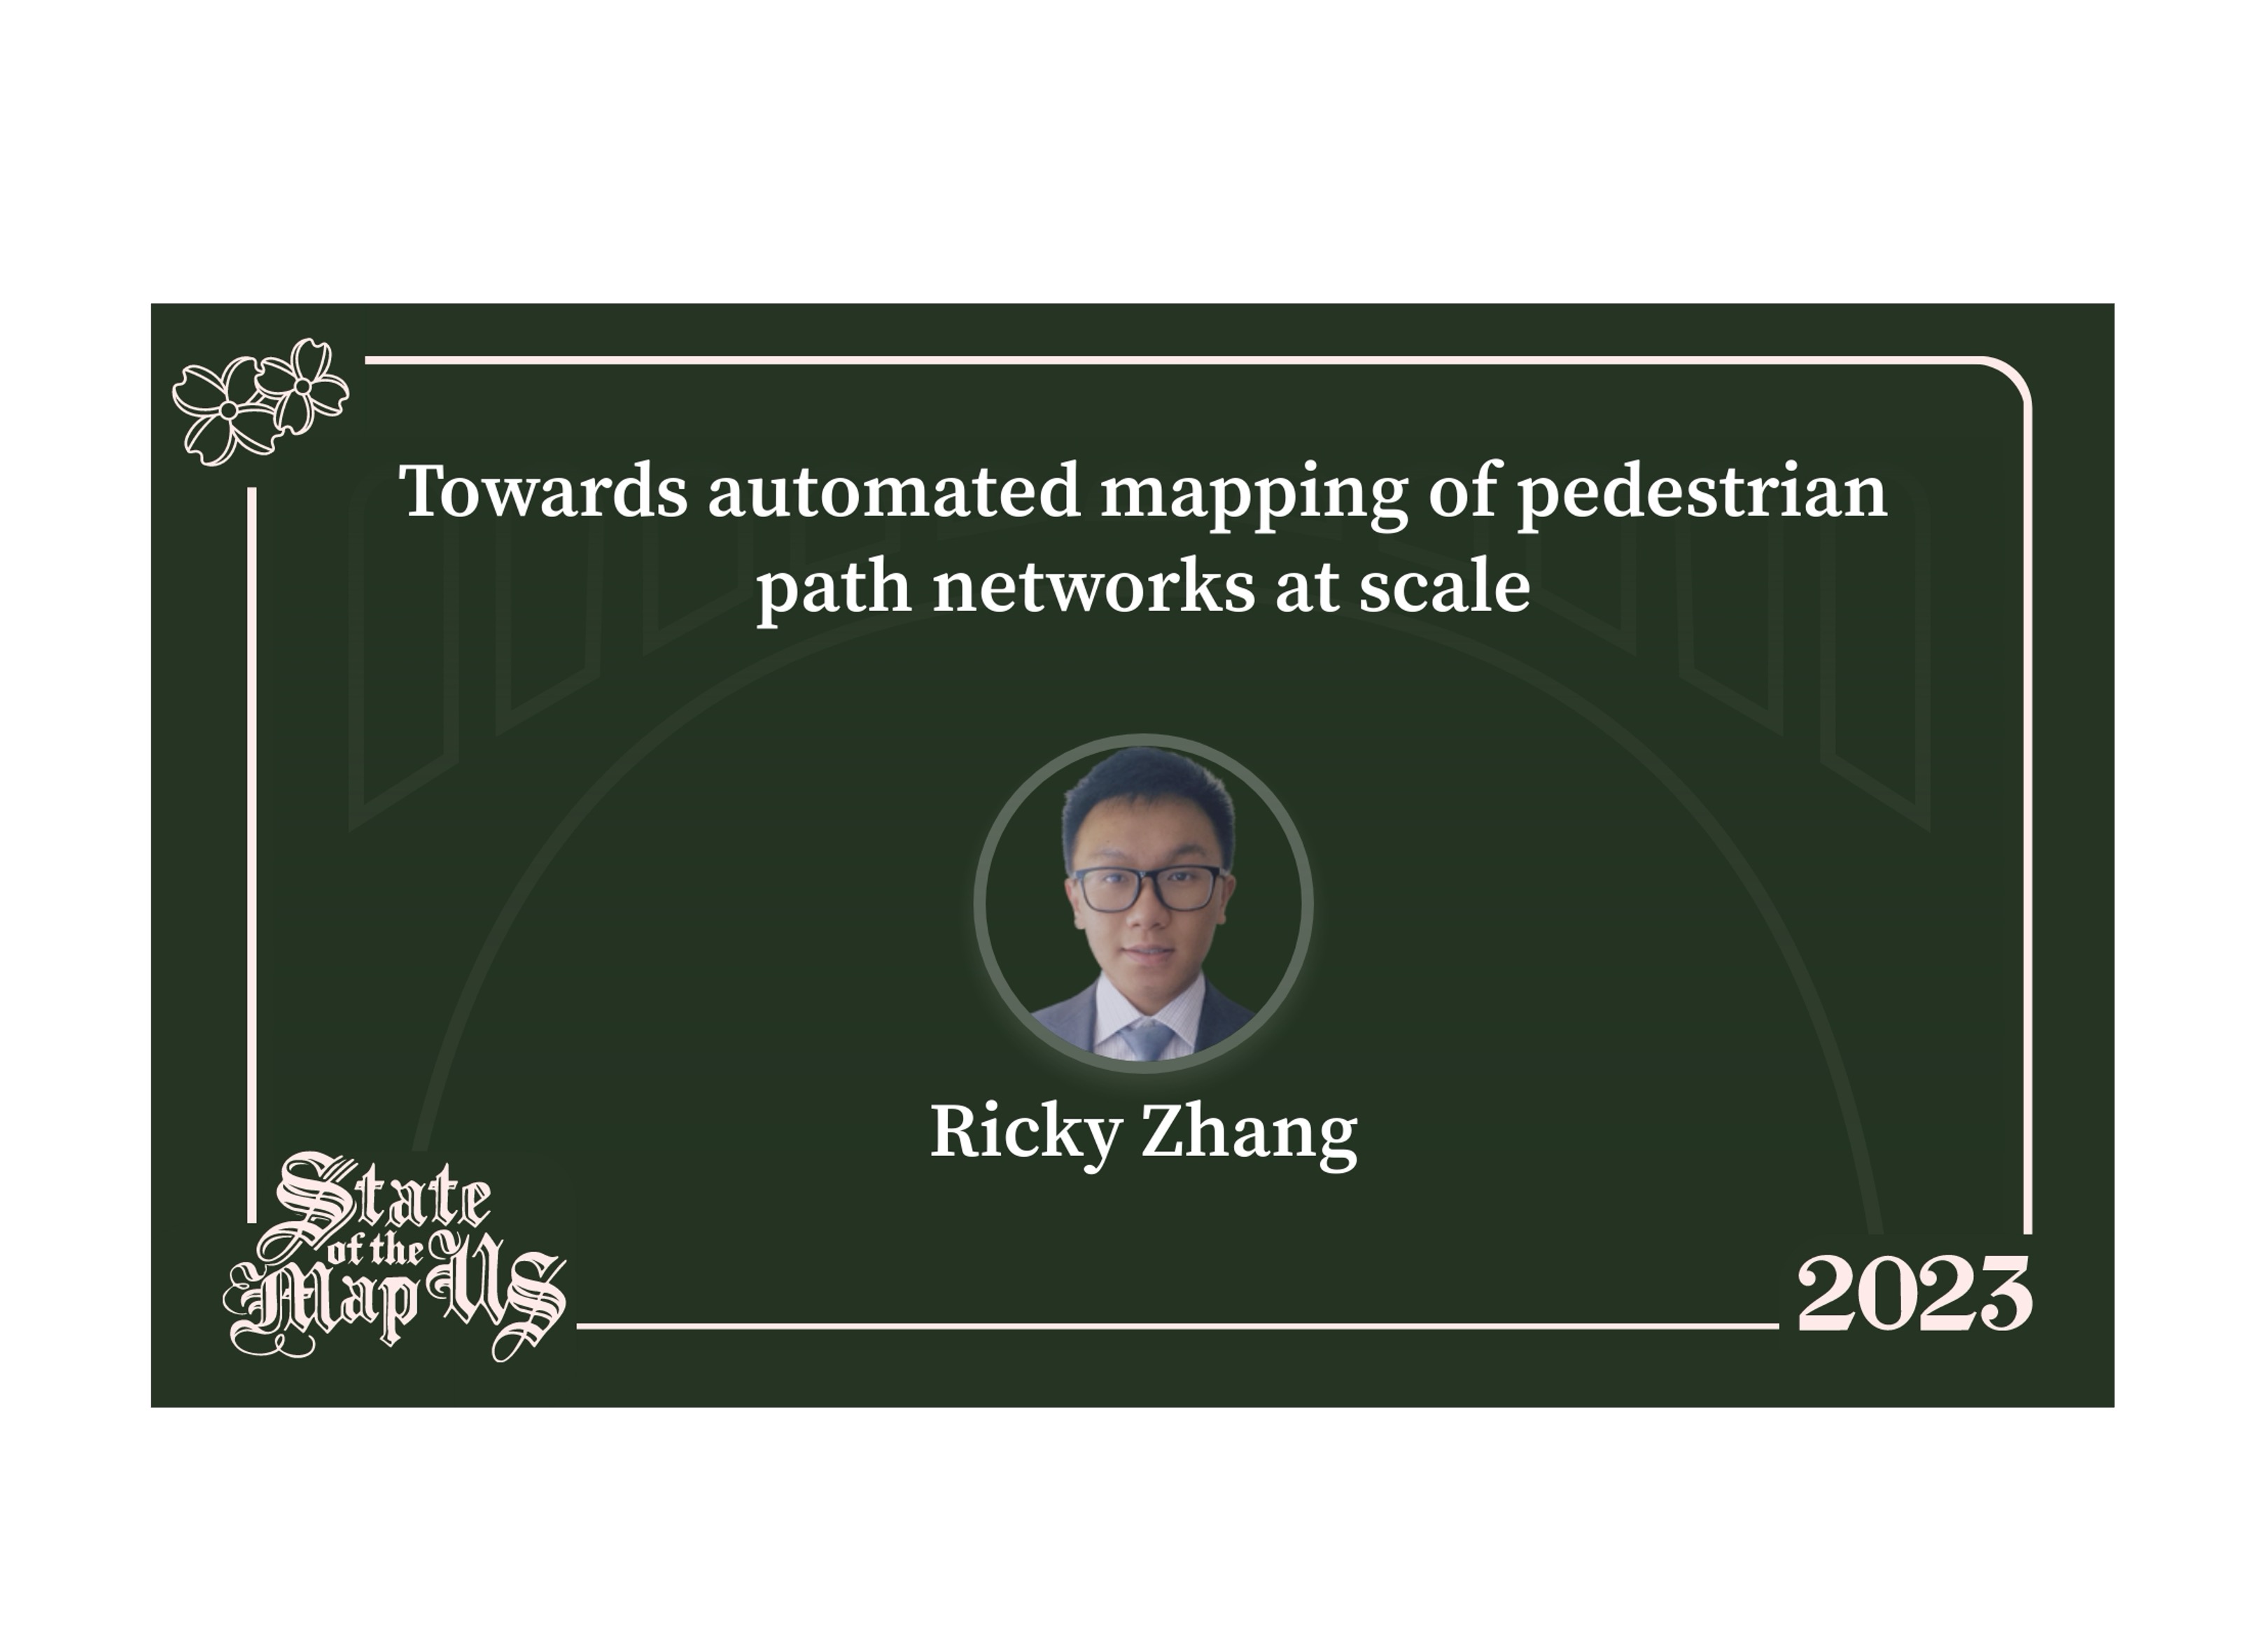 Towards automated mapping of pedestrian
path networks at scale
Ricky Zhang
State
of the
Map US
2023